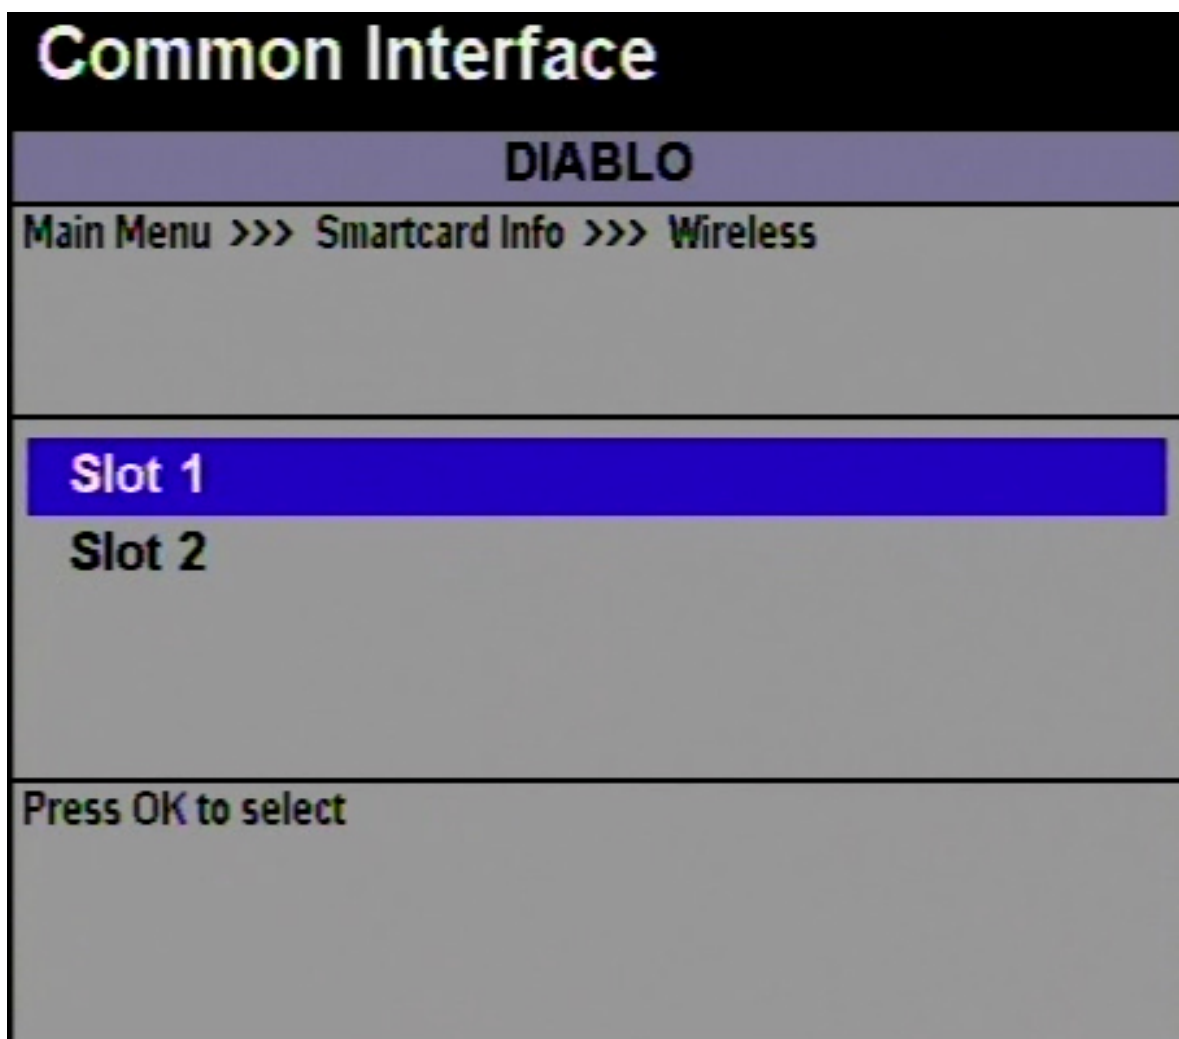 Common Interface
DIABLO
Main Menu >>> Smartcard Info >>> Wireless
Slot 1
Slot 2
Press OK to select